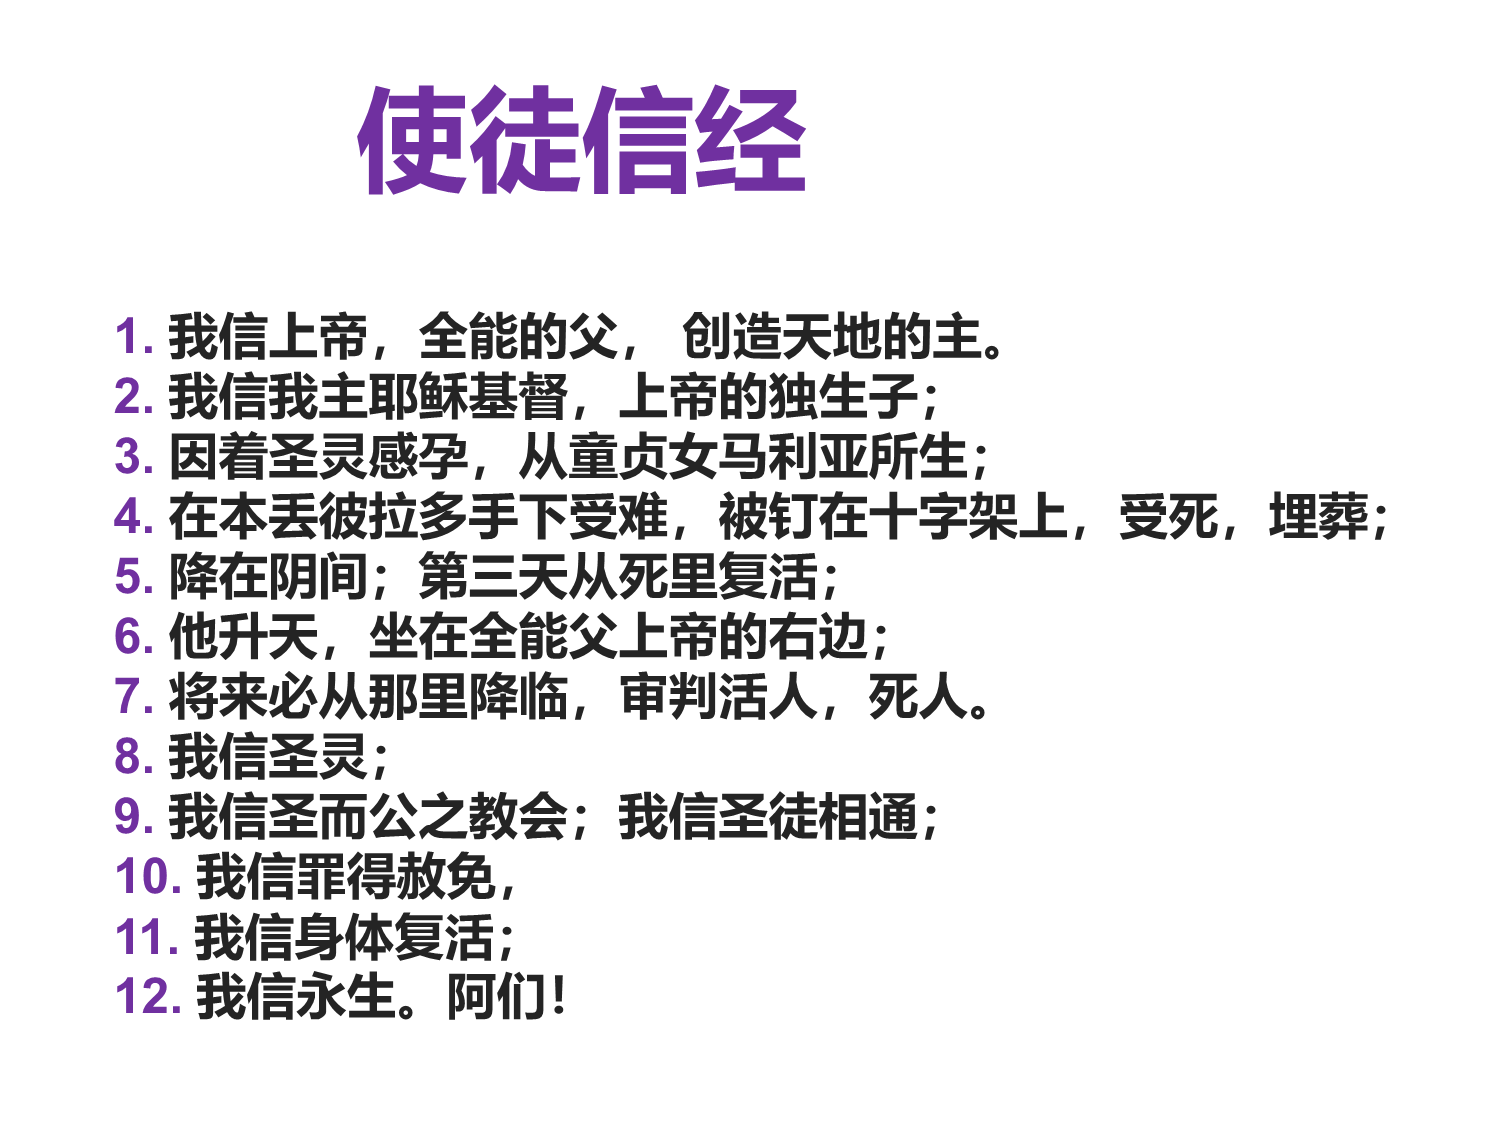 使徒信经
1. 我信上帝，全能的父， 创造天地的主。
2. 我信我主耶稣基督，上帝的独生子；
3. 因着圣灵感孕，从童贞女马利亚所生；
4. 在本丢彼拉多手下受难，被钉在十字架上，受死，埋葬；
5. 降在阴间；第三天从死里复活；
6. 他升天，坐在全能父上帝的右边；
7. 将来必从那里降临，审判活人，死人。
8. 我信圣灵；
9. 我信圣而公之教会；我信圣徒相通；
10. 我信罪得赦免，
11. 我信身体复活；
12. 我信永生。阿们！